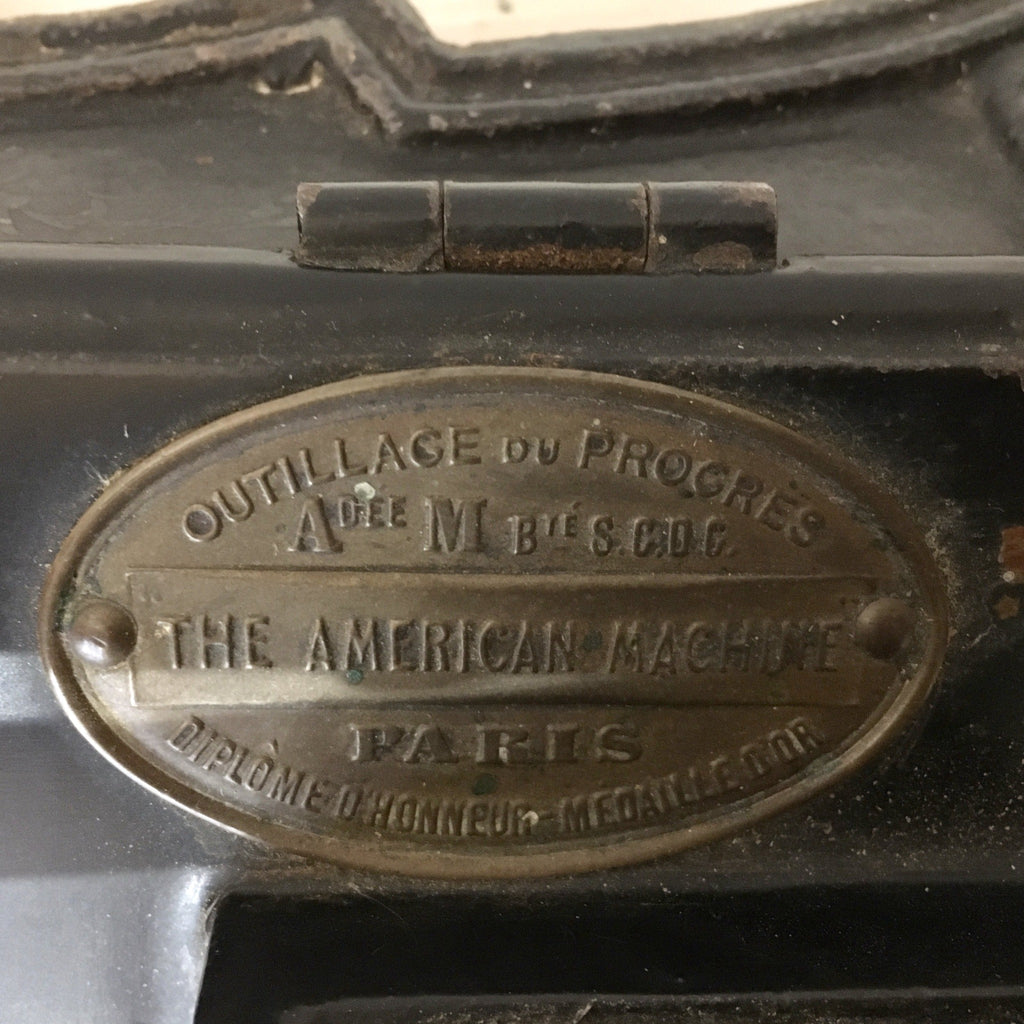 OUTILLAGE DU PROGRÈS
ADÉE M BTÉ S.G.D.G.
"THE AMERICAN MACHINE"
PARIS
DIPLÔME D'HONNEUR-MÉDAILLE D'OR